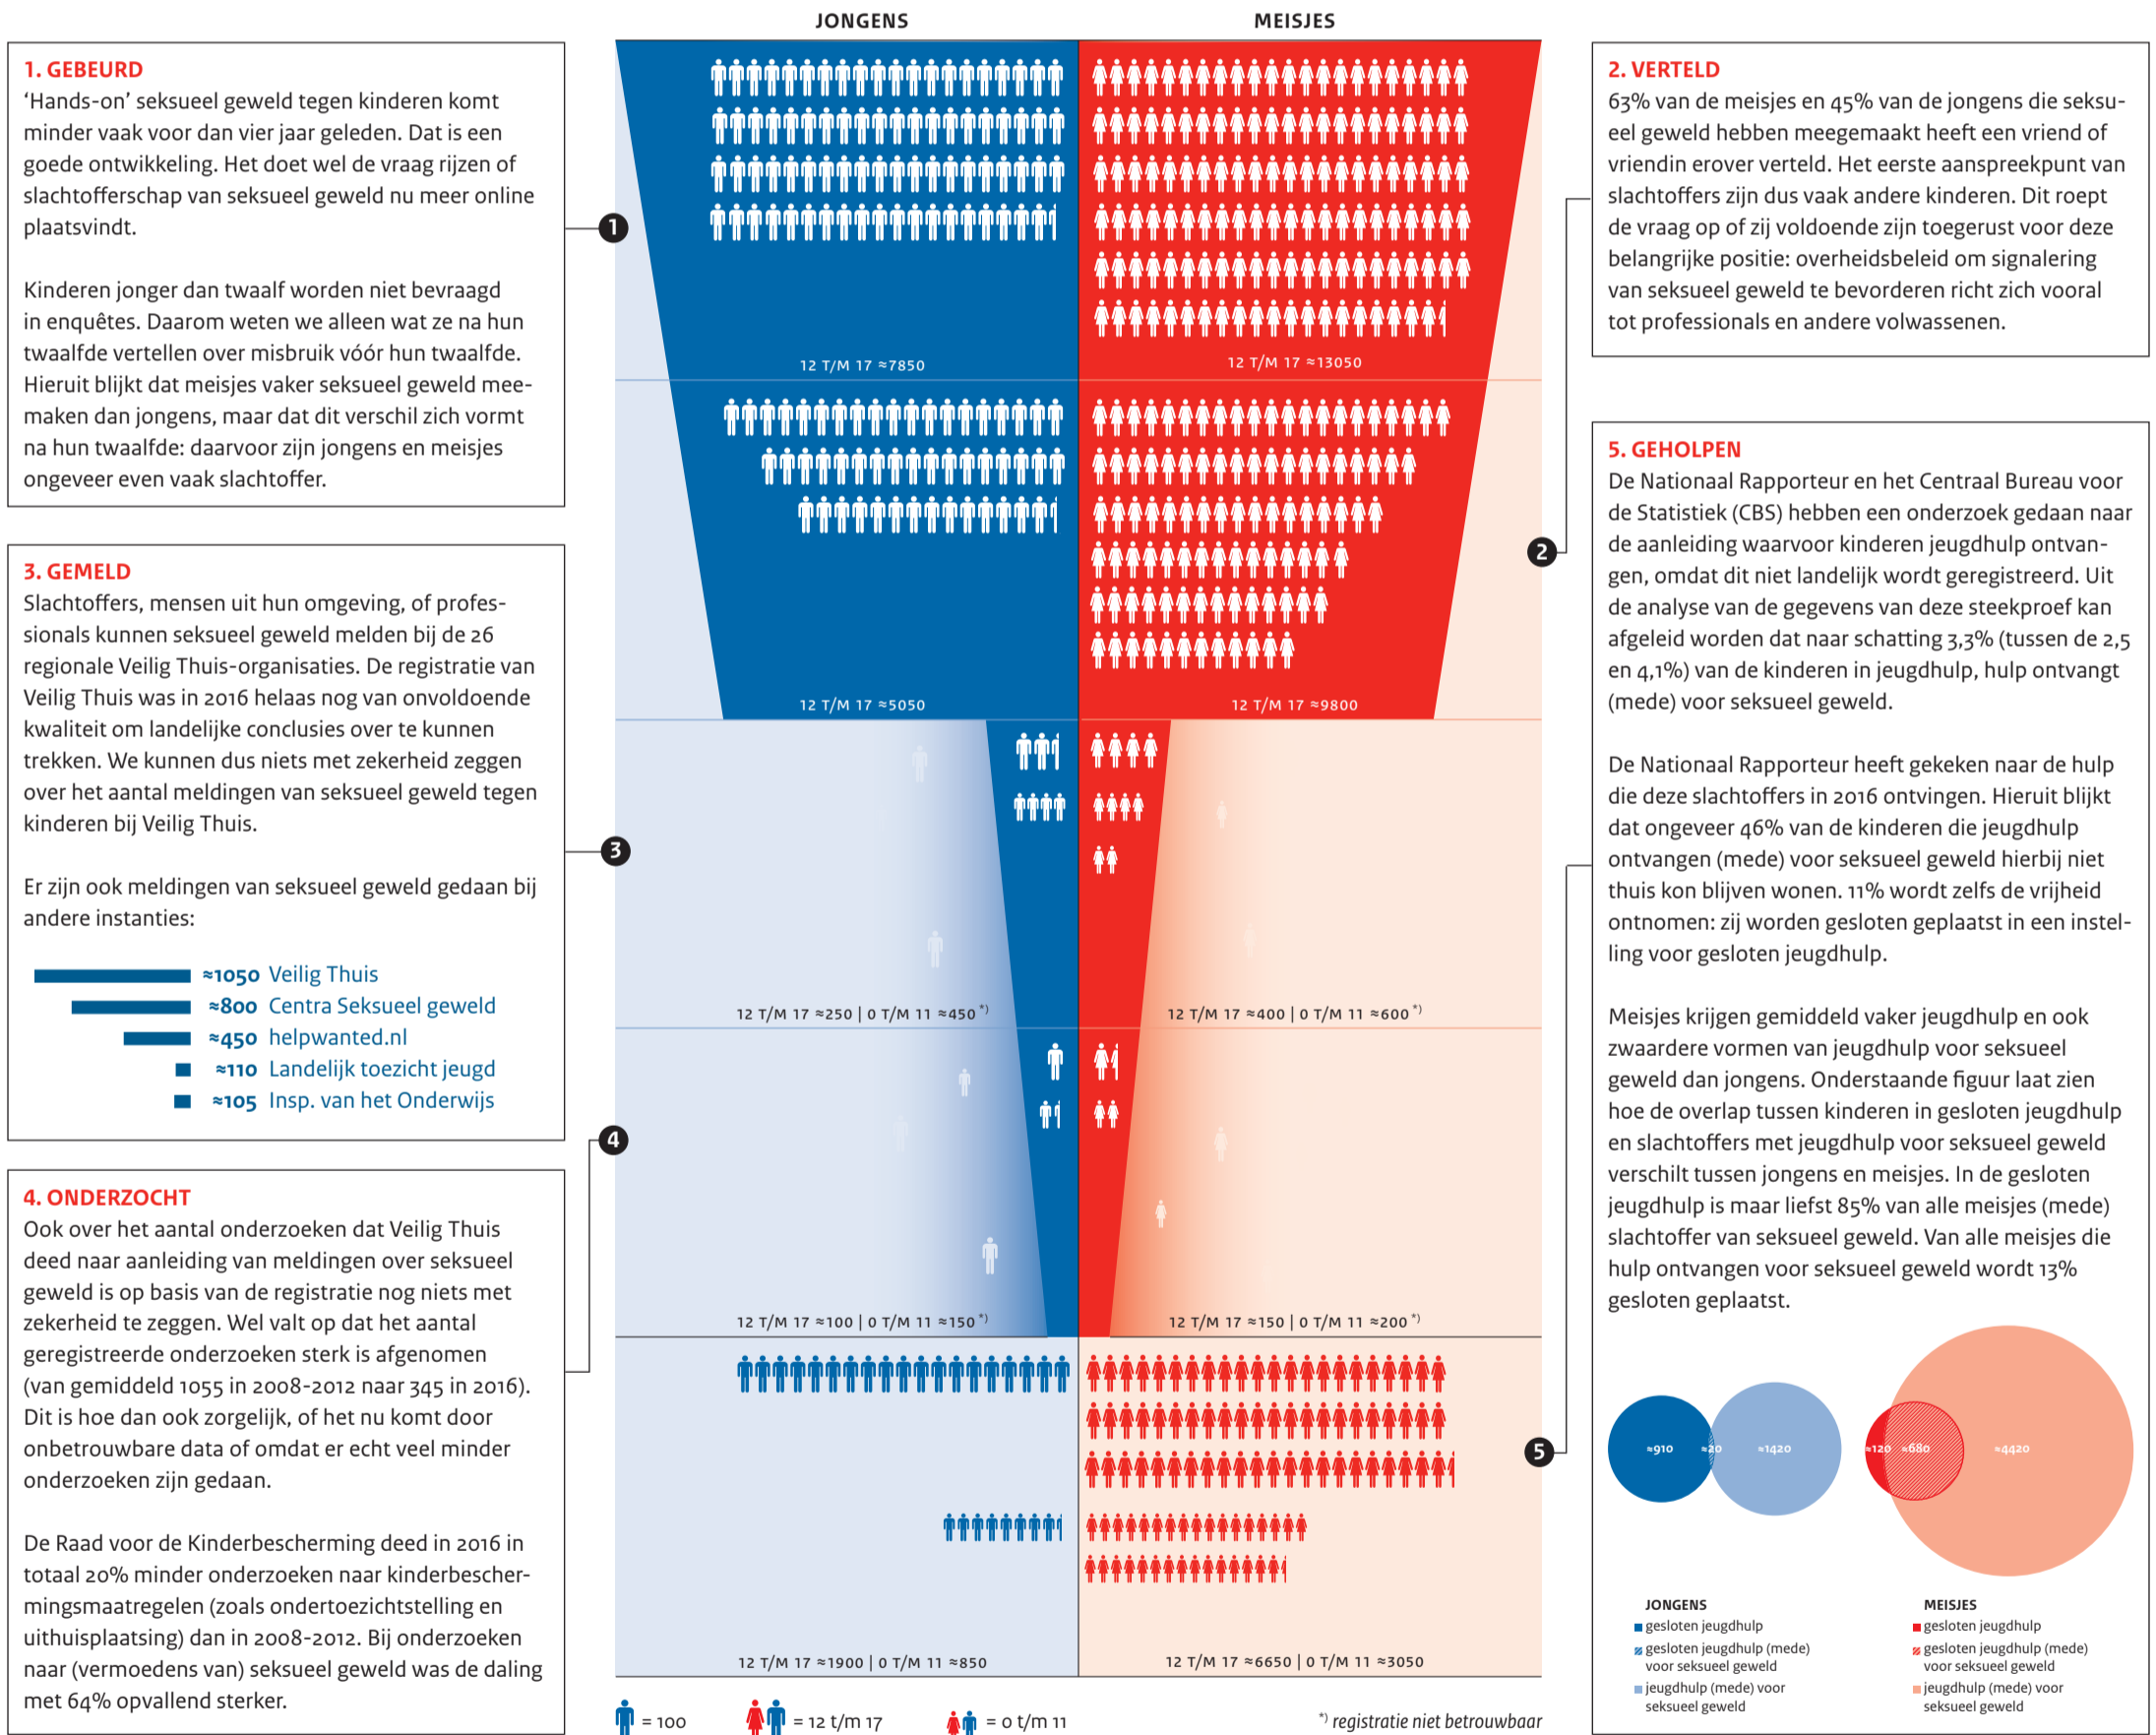 JONGENS
MEISJES
1. GEBEURD
‘Hands-on’ seksueel geweld tegen kinderen komt
minder vaak voor dan vier jaar geleden. Dat is een
goede ontwikkeling. Het doet wel de vraag rijzen of
slachtofferschap van seksueel geweld nu meer online
plaatsvindt.
Kinderen jonger dan twaalf worden niet bevraagd
in enquêtes. Daarom weten we alleen wat ze na hun
twaalfde vertellen over misbruik vóór hun twaalfde.
Hieruit blijkt dat meisjes vaker seksueel geweld mee-
maken dan jongens, maar dat dit verschil zich vormt
na hun twaalfde: daarvoor zijn jongens en meisjes
ongeveer even vaak slachtoffer.
3. GEMELD
Slachtoffers, mensen uit hun omgeving, of profes-
sionals kunnen seksueel geweld melden bij de 26
regionale Veilig Thuis-organisaties. De registratie van
Veilig Thuis was in 2016 helaas nog van onvoldoende
kwaliteit om landelijke conclusies over te kunnen
trekken. We kunnen dus niets met zekerheid zeggen
over het aantal meldingen van seksueel geweld tegen
kinderen bij Veilig Thuis.
Er zijn ook meldingen van seksueel geweld gedaan bij
andere instanties:
≈1050 Veilig Thuis
≈800 Centra Seksueel geweld
≈450 helpwanted.nl
≈110 Landelijk toezicht jeugd
≈105 Insp. van het Onderwijs
4. ONDERZOCHT
Ook over het aantal onderzoeken dat Veilig Thuis
deed naar aanleiding van meldingen over seksueel
geweld is op basis van de registratie nog niets met
zekerheid te zeggen. Wel valt op dat het aantal
geregistreerde onderzoeken sterk is afgenomen
(van gemiddeld 1055 in 2008-2012 naar 345 in 2016).
Dit is hoe dan ook zorgelijk, of het nu komt door
onbetrouwbare data of omdat er echt veel minder
onderzoeken zijn gedaan.
De Raad voor de Kinderbescherming deed in 2016 in
totaal 20% minder onderzoeken naar kinderbescher-
mingsmaatregelen (zoals ondertoezichtstelling en
uithuisplaatsing) dan in 2008-2012. Bij onderzoeken
naar (vermoedens van) seksueel geweld was de daling
met 64% opvallend sterker.
1
12 T/M 17 ≈7850
12 T/M 17 ≈13050
2
12 T/M 17 ≈5050
12 T/M 17 ≈9800
3
12 T/M 17 ≈250 | 0 T/M 11 ≈450 *)
12 T/M 17 ≈400 | 0 T/M 11 ≈600 *)
4
12 T/M 17 ≈100 | 0 T/M 11 ≈150 *)
12 T/M 17 ≈150 | 0 T/M 11 ≈200 *)
5
12 T/M 17 ≈1900 | 0 T/M 11 ≈850
12 T/M 17 ≈6650 | 0 T/M 11 ≈3050
= 100
= 12 t/m 17
= 0 t/m 11
*) registratie niet betrouwbaar
2. VERTELD
63% van de meisjes en 45% van de jongens die seksu-
eel geweld hebben meegemaakt heeft een vriend of
vriendin erover verteld. Het eerste aanspreekpunt van
slachtoffers zijn dus vaak andere kinderen. Dit roept
de vraag op of zij voldoende zijn toegerust voor deze
belangrijke positie: overheidsbeleid om signalering
van seksueel geweld te bevorderen richt zich vooral
tot professionals en andere volwassenen.
5. GEHOLPEN
De Nationaal Rapporteur en het Centraal Bureau voor
de Statistiek (CBS) hebben een onderzoek gedaan naar
de aanleiding waarvoor kinderen jeugdhulp ontvan-
gen, omdat dit niet landelijk wordt geregistreerd. Uit
de analyse van de gegevens van deze steekproef kan
afgeleid worden dat naar schatting 3,3% (tussen de 2,5
en 4,1%) van de kinderen in jeugdhulp, hulp ontvangt
(mede) voor seksueel geweld.
De Nationaal Rapporteur heeft gekeken naar de hulp
die deze slachtoffers in 2016 ontvingen. Hieruit blijkt
dat ongeveer 46% van de kinderen die jeugdhulp
ontvangen (mede) voor seksueel geweld hierbij niet
thuis kon blijven wonen. 11% wordt zelfs de vrijheid
ontnomen: zij worden gesloten geplaatst in een instel-
ling voor gesloten jeugdhulp.
Meisjes krijgen gemiddeld vaker jeugdhulp en ook
zwaardere vormen van jeugdhulp voor seksueel
geweld dan jongens. Onderstaande figuur laat zien
hoe de overlap tussen kinderen in gesloten jeugdhulp
en slachtoffers met jeugdhulp voor seksueel geweld
verschilt tussen jongens en meisjes. In de gesloten
jeugdhulp is maar liefst 85% van alle meisjes (mede)
slachtoffer van seksueel geweld. Van alle meisjes die
hulp ontvangen voor seksueel geweld wordt 13%
gesloten geplaatst.
≈910 ≈20 ≈1420
≈120 ≈680 ≈4420
JONGENS
gesloten jeugdhulp
gesloten jeugdhulp (mede)
voor seksueel geweld
jeugdhulp (mede) voor
seksueel geweld
MEISJES
gesloten jeugdhulp
gesloten jeugdhulp (mede)
voor seksueel geweld
jeugdhulp (mede) voor
seksueel geweld